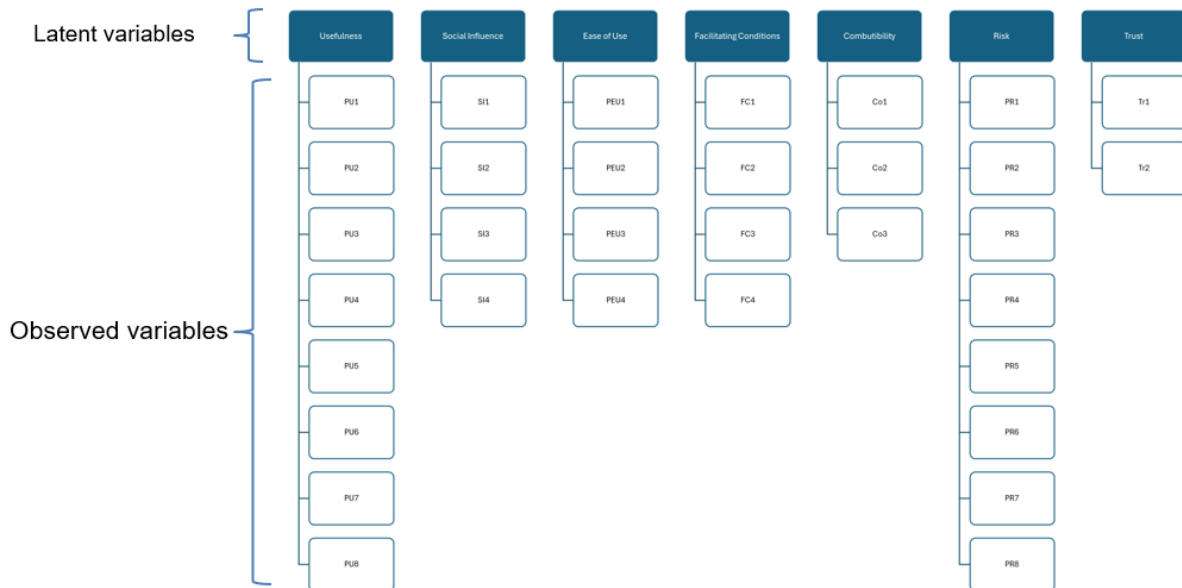 Latent variables
Usefulness
Social Influence
Ease of Use
Facilitating Conditions
Combutibility
Risk
Trust
Observed variables
PU1
PU2
PU3
PU4
PU5
PU6
PU7
PU8
SI1
SI2
SI3
SI4
PEU1
PEU2
PEU3
PEU4
FC1
FC2
FC3
FC4
Co1
Co2
Co3
PR1
PR2
PR3
PR4
PR5
PR6
PR7
PR8
Tr1
Tr2